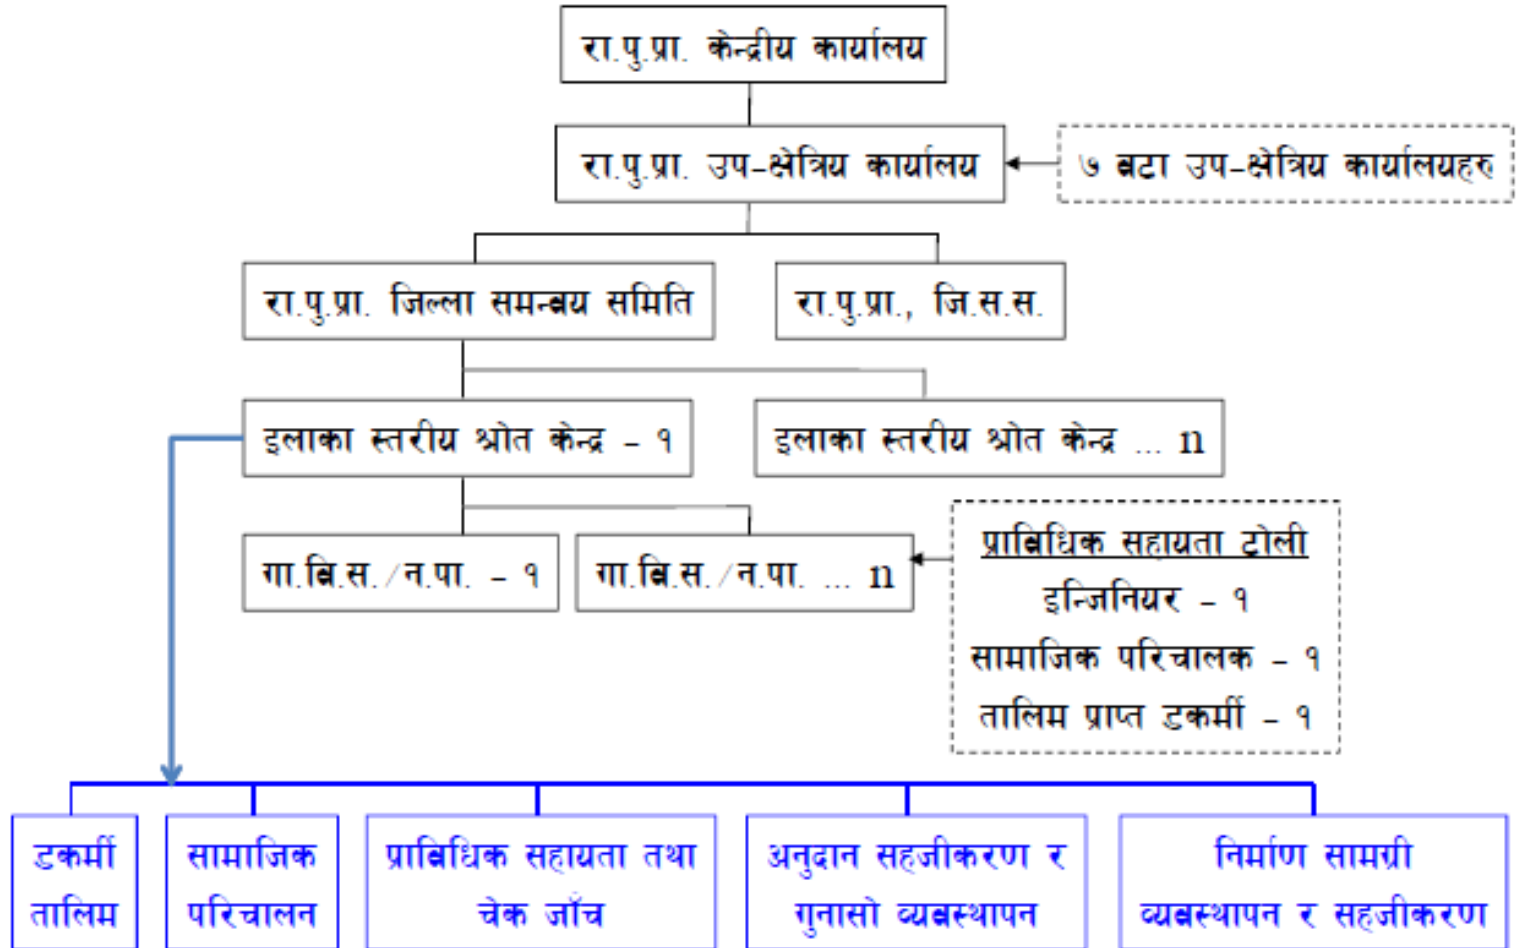 रा.पु.प्रा. केन्द्रीय कार्यालय
रा.पु.प्रा. उप-क्षेत्रिय कार्यालय
७ वटा उप-क्षेत्रिय कार्यालयहरु
रा.पु.प्रा. जिल्ला समन्वय समिति
रा.पु.प्रा., जि.स.स.
इलाका स्तरीय श्रोत केन्द्र - १
इलाका स्तरीय श्रोत केन्द्र ... n
गा.वि.स./न.पा. - १
गा.वि.स./न.पा. ... n
प्राविधिक सहायता टोली
इन्जिनियर - १
सामाजिक परिचालक - १
तालिम प्राप्त डकर्मी - १
डकर्मी
तालिम
सामाजिक
परिचालन
प्राविधिक सहायता तथा
चेक जाँच
अनुदान सहजीकरण र
गुनासो व्यवस्थापन
निर्माण सामग्री
व्यवस्थापन र सहजीकरण